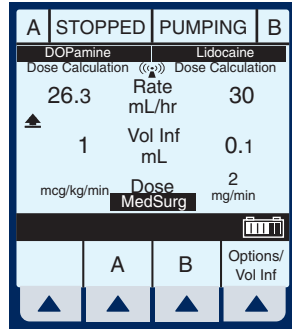 A STOPPED PUMPING B
DOPamine Lidocaine
Dose Calculation Dose Calculation
26.3 Rate mL/hr 30
1 Vol Inf mL 0.1
mcg/kg/min Dose 2 mg/min
MedSurg
A B Options/
Vol Inf